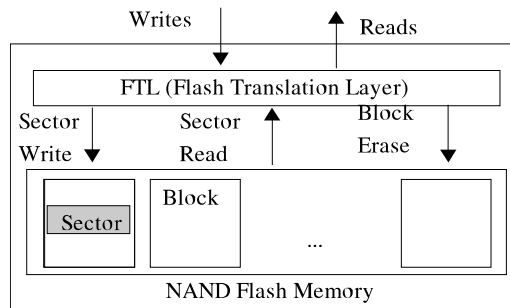 Writes
Reads
FTL (Flash Translation Layer)
Sector
Write
Sector
Read
Block
Erase
Sector
Block
...
NAND Flash Memory